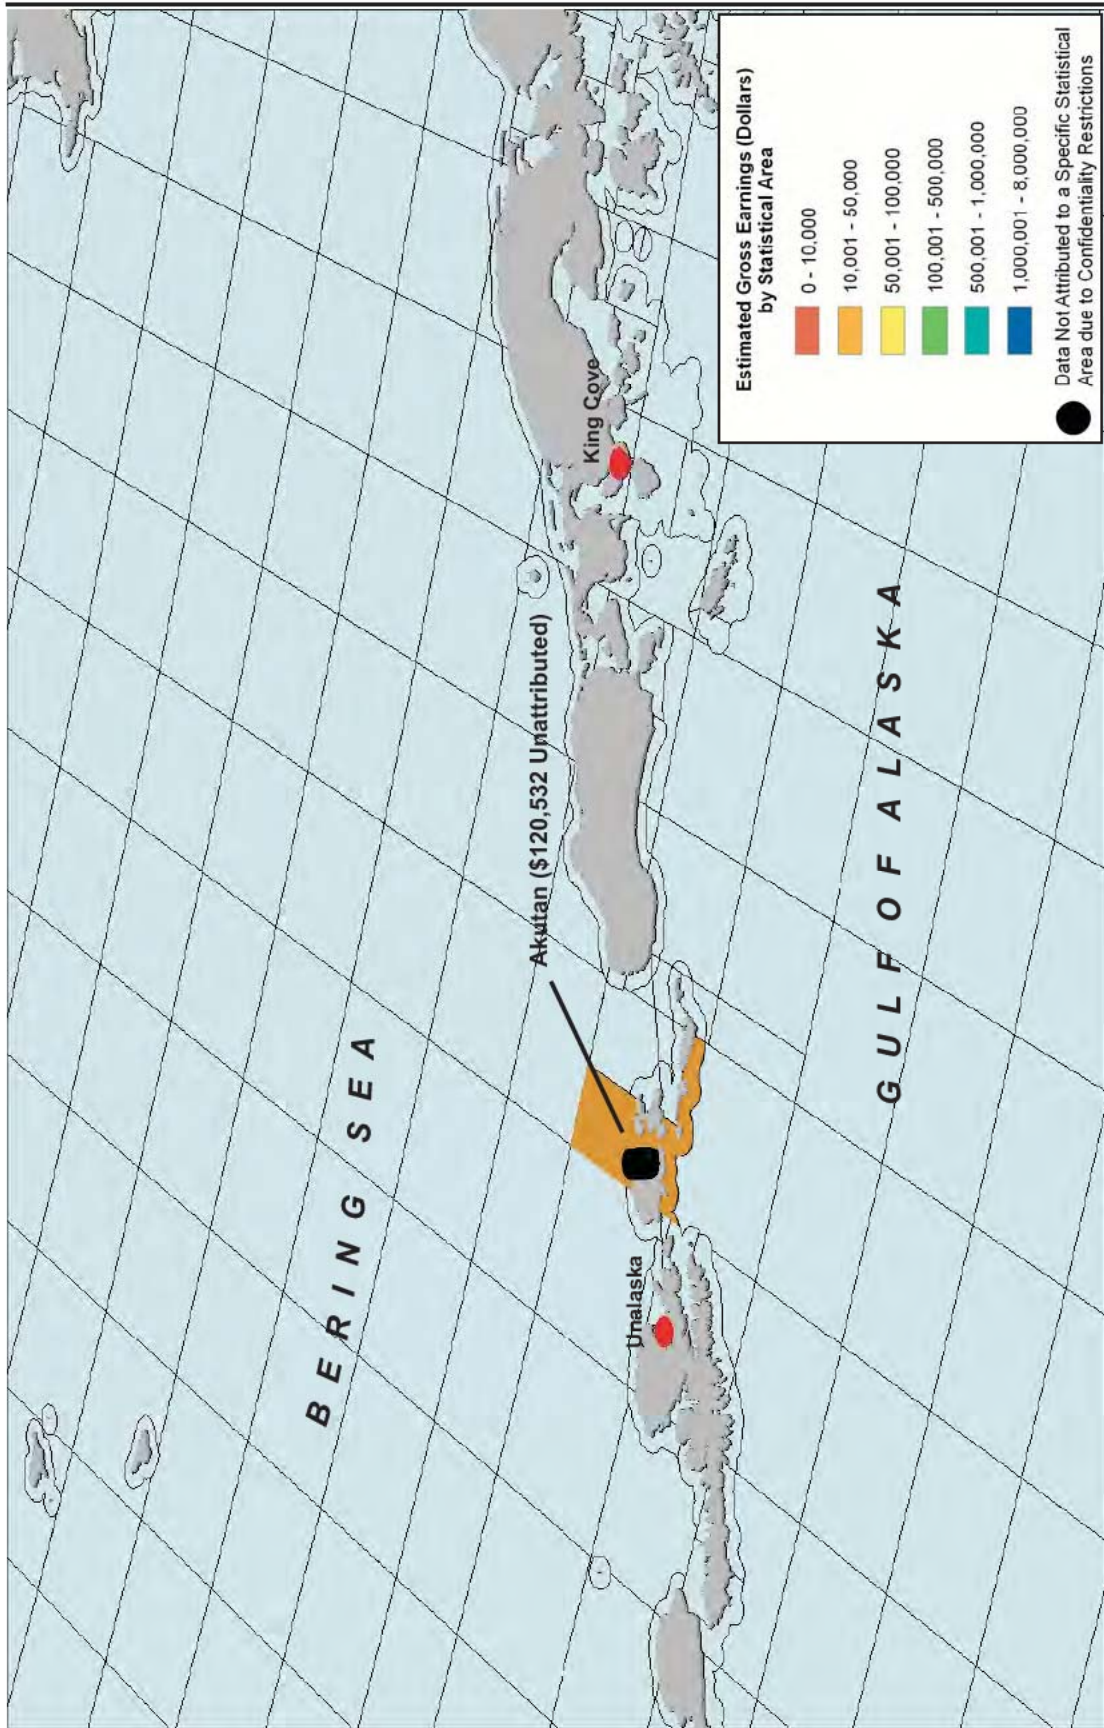 BERING SEA
Akutan ($120,532 Unattributed)
King Cove
Unalaska
GULF OF ALASKA
Estimated Gross Earnings (Dollars)
by Statistical Area
0 - 10,000
10,001 - 50,000
50,001 - 100,000
100,001 - 500,000
500,001 - 1,000,000
1,000,001 - 8,000,000
Data Not Attributed to a Specific Statistical
Area due to Confidentiality Restrictions